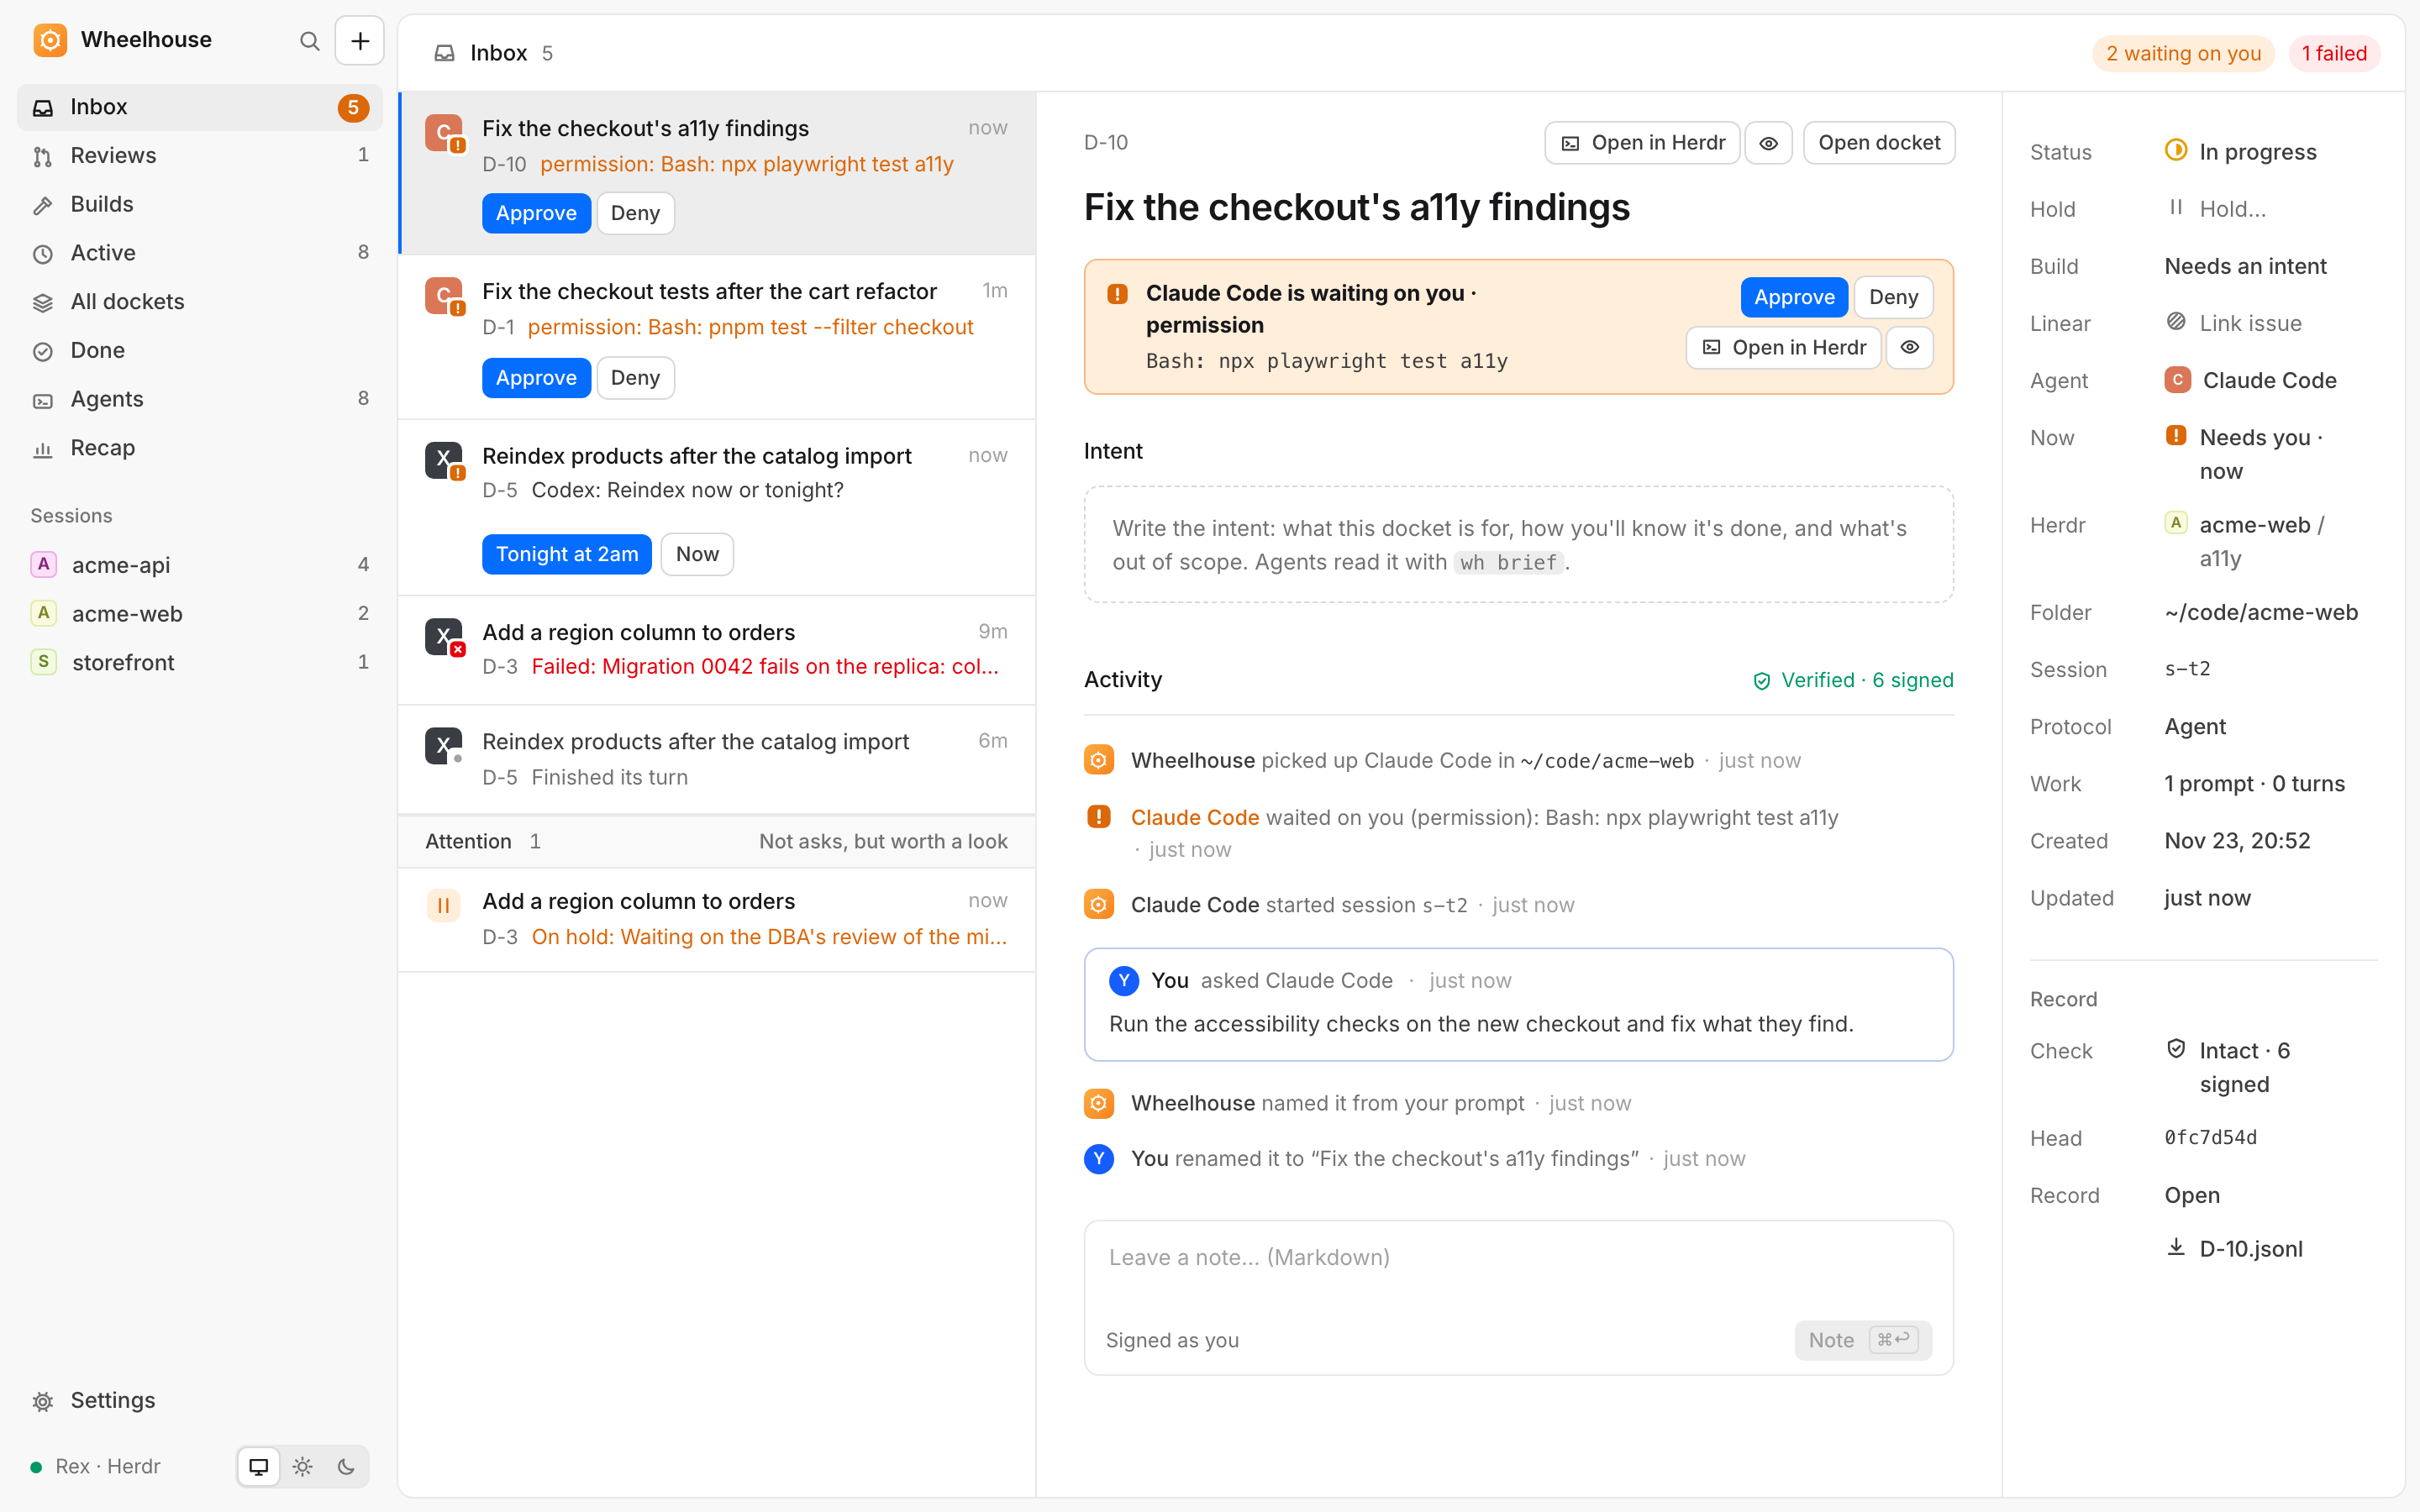 Wheelhouse
Inbox 5
Reviews 1
Builds
Active 8
All dockets
Done
Agents 8
Recap
Sessions
A acme-api 4
A acme-web 2
S storefront 1
Settings
Rex · Herdr
Inbox 5
2 waiting on you
1 failed
C Fix the checkout's a11y findings now
D-10 permission: Bash: npx playwright test a11y
Approve Deny
C Fix the checkout tests after the cart refactor 1m
D-1 permission: Bash: pnpm test --filter checkout
Approve Deny
X Reindex products after the catalog import now
D-5 Codex: Reindex now or tonight?
Tonight at 2am Now
X Add a region column to orders 9m
D-3 Failed: Migration 0042 fails on the replica: col...
X Reindex products after the catalog import 6m
D-5 Finished its turn
Attention 1 Not asks, but worth a look
Add a region column to orders now
D-3 On hold: Waiting on the DBA's review of the mi...
D-10 Open in Herdr Open docket
Fix the checkout's a11y findings
Claude Code is waiting on you ·
permission
Bash: npx playwright test a11y
Approve Deny
Open in Herdr
Intent
Write the intent: what this docket is for, how you'll know it's done, and what's
out of scope. Agents read it with wh brief.
Activity Verified · 6 signed
Wheelhouse picked up Claude Code in ~/code/acme-web · just now
Claude Code waited on you (permission): Bash: npx playwright test a11y
· just now
Claude Code started session s-t2 · just now
Y You asked Claude Code · just now
Run the accessibility checks on the new checkout and fix what they find.
Wheelhouse named it from your prompt · just now
Y You renamed it to “Fix the checkout's a11y findings” · just now
Leave a note... (Markdown)
Signed as you Note ⌘↩
Status In progress
Hold Hold...
Build Needs an intent
Linear Link issue
Agent C Claude Code
Now Needs you ·
now
Herdr A acme-web /
a11y
Folder ~/code/acme-web
Session s-t2
Protocol Agent
Work 1 prompt · 0 turns
Created Nov 23, 20:52
Updated just now
Record
Check Intact · 6
signed
Head 0fc7d54d
Record Open
D-10.jsonl